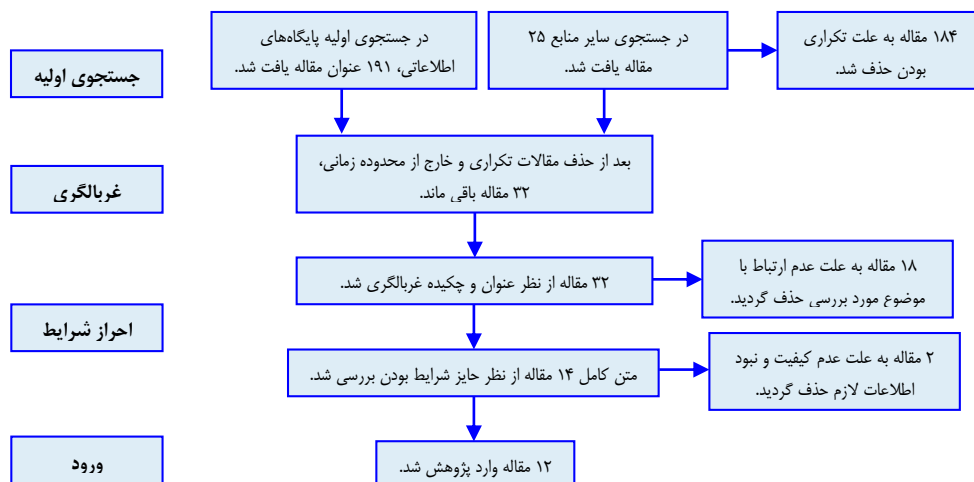 ۱۸۴ مقاله به علت تکراری
بودن حذف شد.
در جستجوی سایر منابع ۲۵
مقاله یافت شد.
در جستجوی اولیه پایگاه‌های
اطلاعاتی، ۱۹۱ عنوان مقاله یافت شد.
جستجوی اولیه
بعد از حذف مقالات تکراری و خارج از محدوده زمانی،
۳۲ مقاله باقی ماند.
غربالگری
۱۸ مقاله به علت عدم ارتباط با
موضوع مورد بررسی حذف گردید.
۳۲ مقاله از نظر عنوان و چکیده غربالگری شد.
احراز شرایط
۲ مقاله به علت عدم کیفیت و نبود
اطلاعات لازم حذف گردید.
متن کامل ۱۴ مقاله از نظر حایز شرایط بودن بررسی شد.
۱۲ مقاله وارد پژوهش شد.
ورود